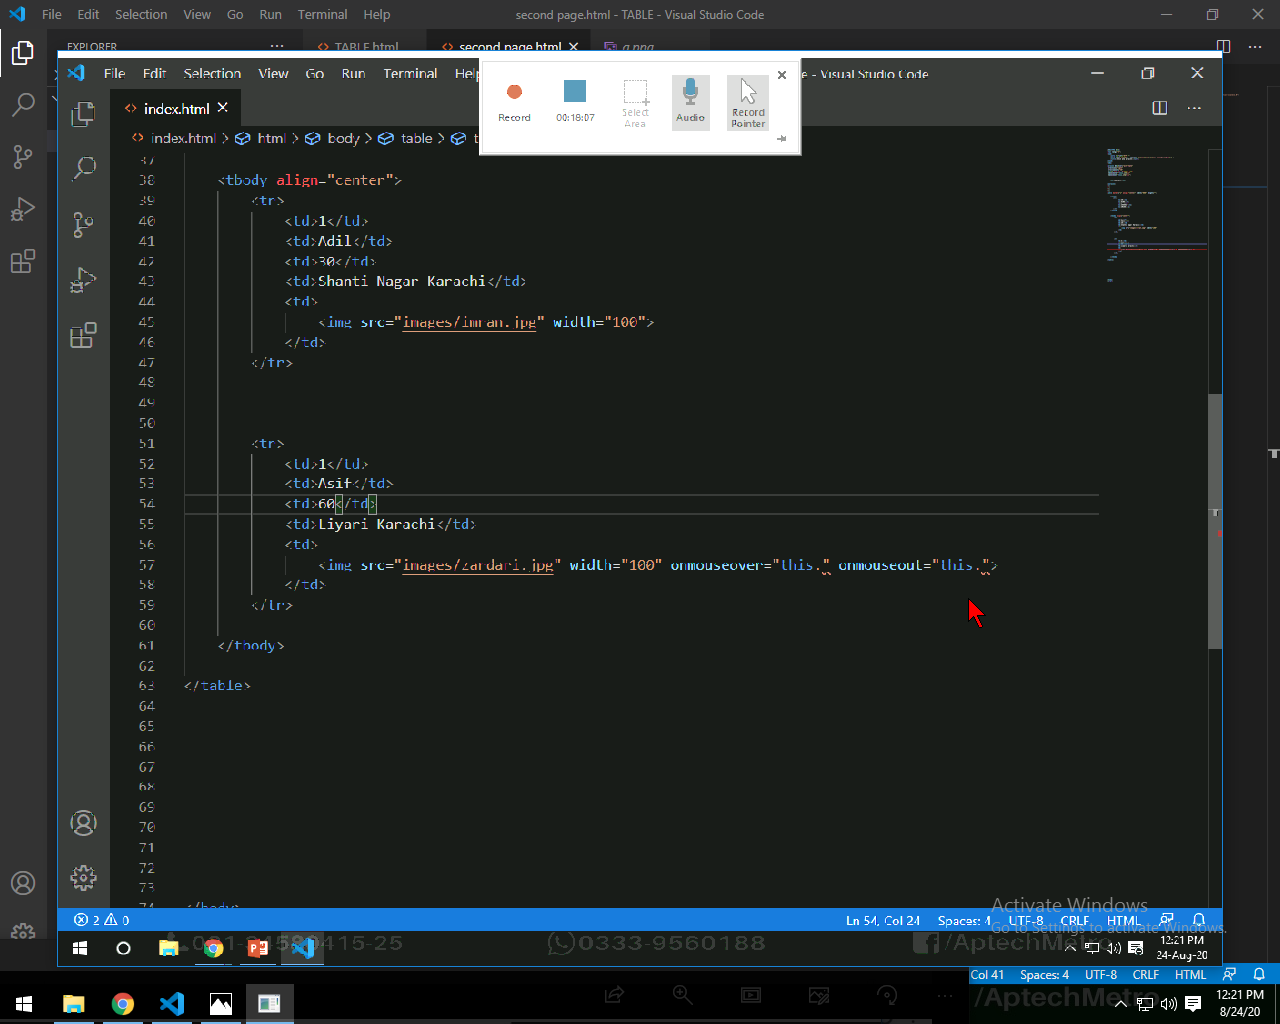 File Edit Selection View Go Run Terminal Help second page.html - TABLE - Visual Studio Code
EXPLORER ··· TABLE.html second page.html a.png
File Edit Selection View Go Run Terminal Help - Visual Studio Code
Record 00:18:07 Select Area Audio Record Pointer
index.html
index.html > html > body > table >
37
38 <tbody align="center">
39 <tr>
40 <td>1</td>
41 <td>Adil</td>
42 <td>30</td>
43 <td>Shanti Nagar Karachi</td>
44 <td>
45 <img src="images/imran.jpg" width="100">
46 </td>
47 </tr>
48
49
50
51 <tr>
52 <td>1</td>
53 <td>Asif</td>
54 <td>60</td>
55 <td>Liyari Karachi</td>
56 <td>
57 <img src="images/zardari.jpg" width="100" onmouseover="this." onmouseout="this.">
58 </td>
59 </tr>
60
61 </tbody>
62
63 </table>
64
65
66
67
68
69
70
71
72
73
74 </body>
Activate Windows
Go to Settings to activate Windows.
2 0 Ln 54, Col 24 Spaces: 4 UTF-8 CRLF HTML
0333-9560188 /AptechMetro
12:21 PM
24-Aug-20
Col 41 Spaces: 4 UTF-8 CRLF HTML
/AptechMetro
12:21 PM
8/24/20